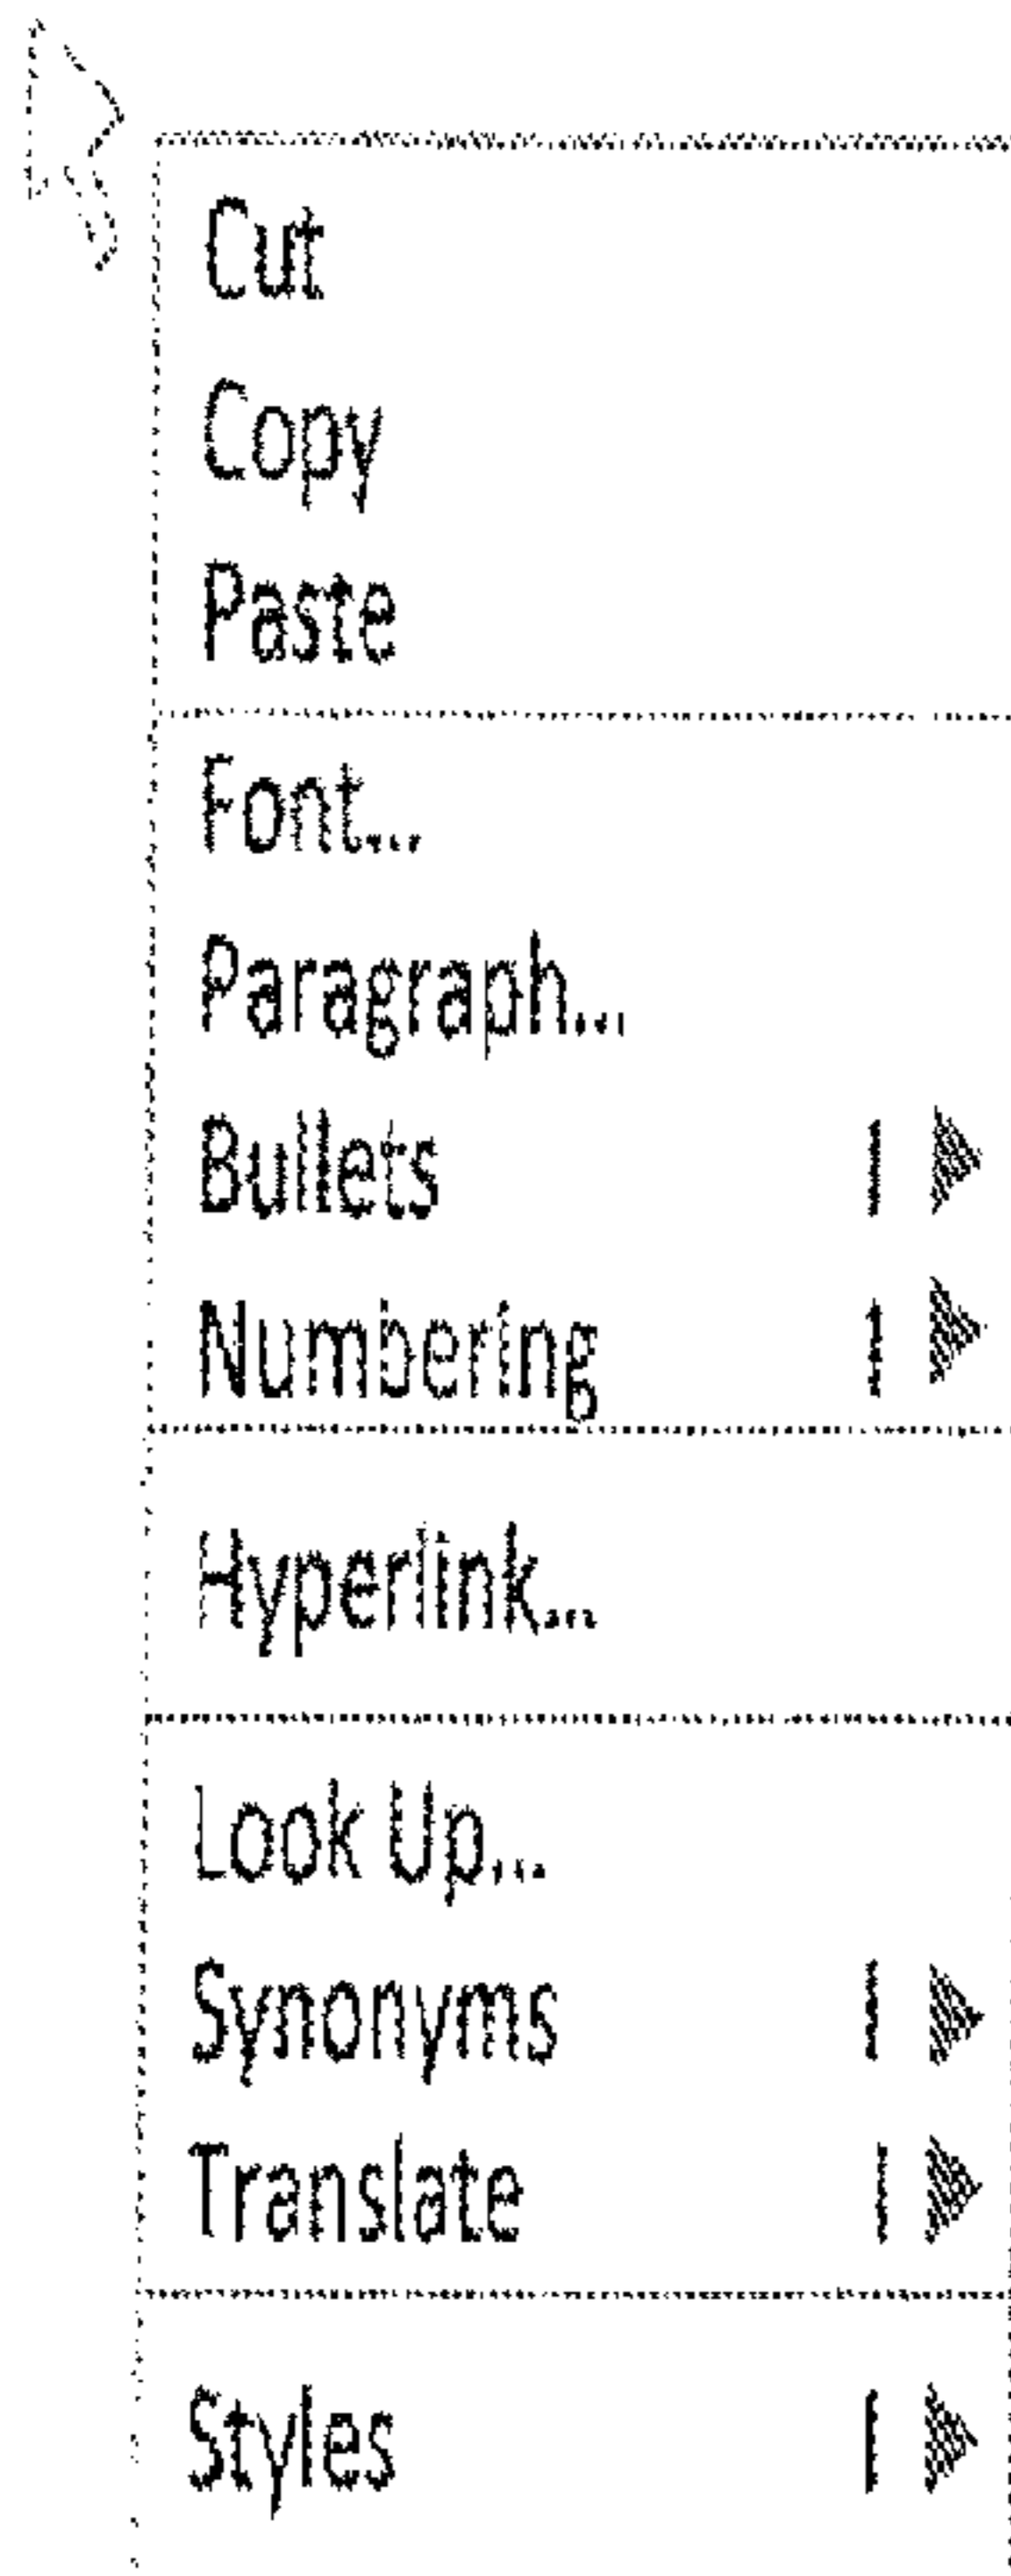 Cut
Copy
Paste
Font...
Paragraph...
Bullets
Numbering
Hyperlink...
Look Up...
Synonyms
Translate
Styles